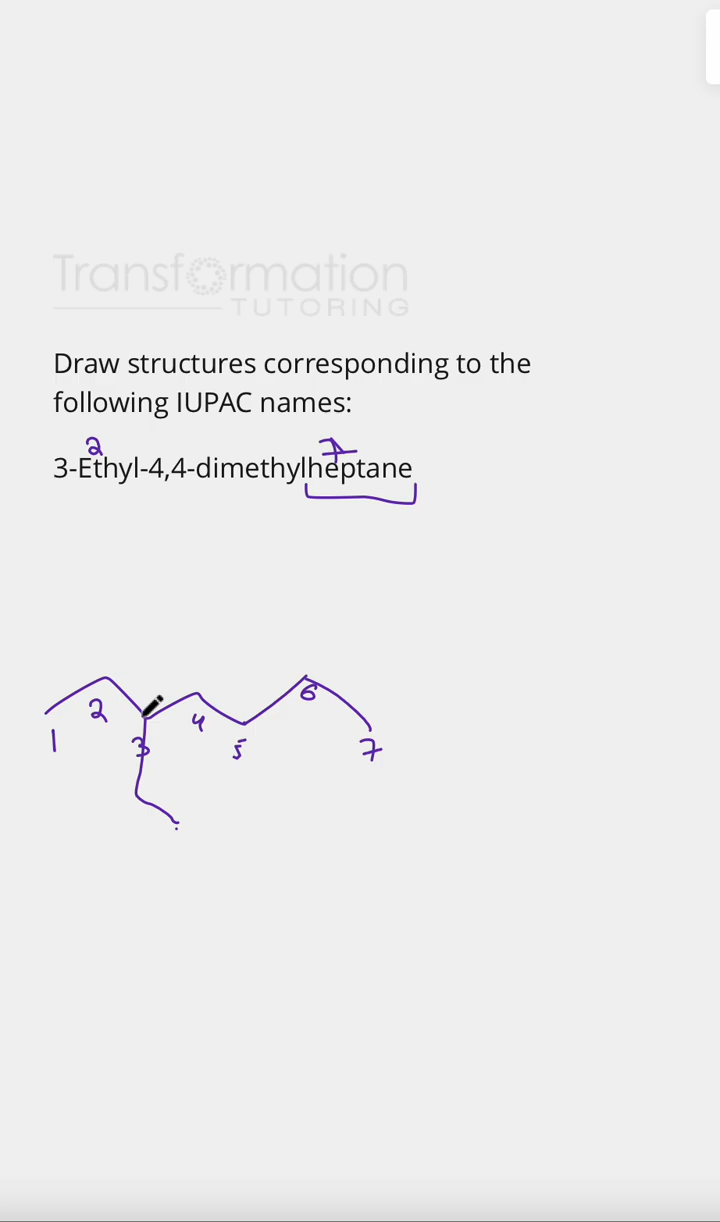 Transformation
TUTORING
Draw structures corresponding to the
following IUPAC names:
2 7
3-Ethyl-4,4-dimethylheptane
6
2 4
1 3 5 7